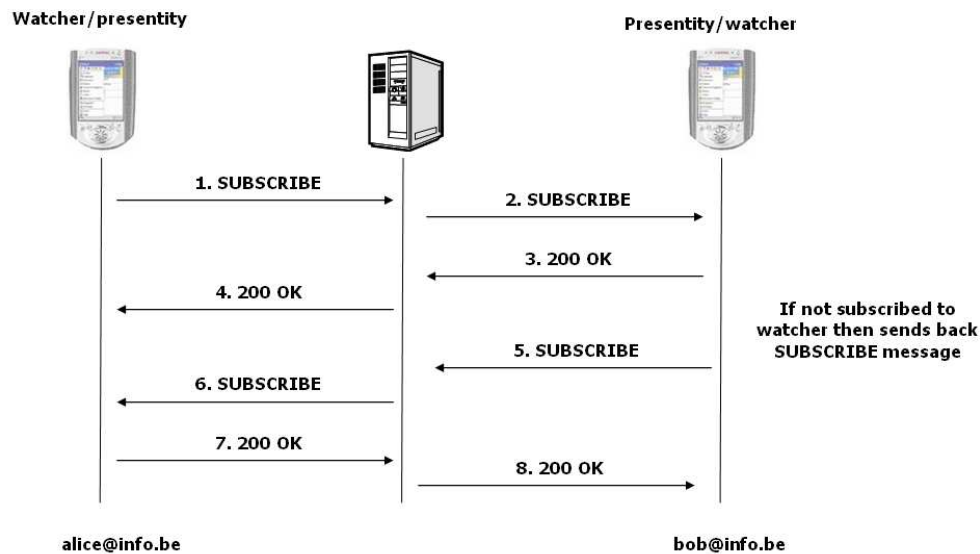 Watcher/presentity
Presentity/watcher
1. SUBSCRIBE
2. SUBSCRIBE
3. 200 OK
4. 200 OK
If not subscribed to
watcher then sends back
SUBSCRIBE message
5. SUBSCRIBE
6. SUBSCRIBE
7. 200 OK
8. 200 OK
alice@info.be
bob@info.be